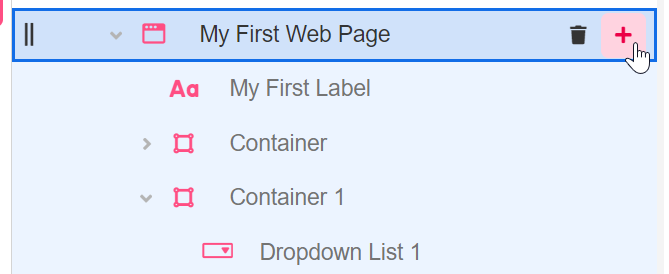 My First Web Page
Aa My First Label
Container
Container 1
Dropdown List 1